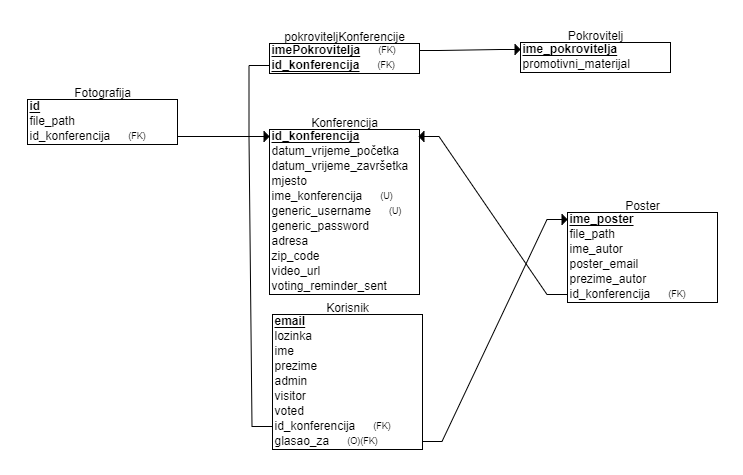 pokroviteljKonferencije
imePokrovitelja (FK)
id_konferencija (FK)
Pokrovitelj
ime_pokrovitelja
promotivni_materijal
Fotografija
id
file_path
id_konferencija (FK)
Konferencija
id_konferencija
datum_vrijeme_početka
datum_vrijeme_završetka
mjesto
ime_konferencija (U)
generic_username (U)
generic_password
adresa
zip_code
video_url
voting_reminder_sent
Poster
ime_poster
file_path
ime_autor
poster_email
prezime_autor
id_konferencija (FK)
Korisnik
email
lozinka
ime
prezime
admin
visitor
voted
id_konferencija (FK)
glasao_za (O)(FK)